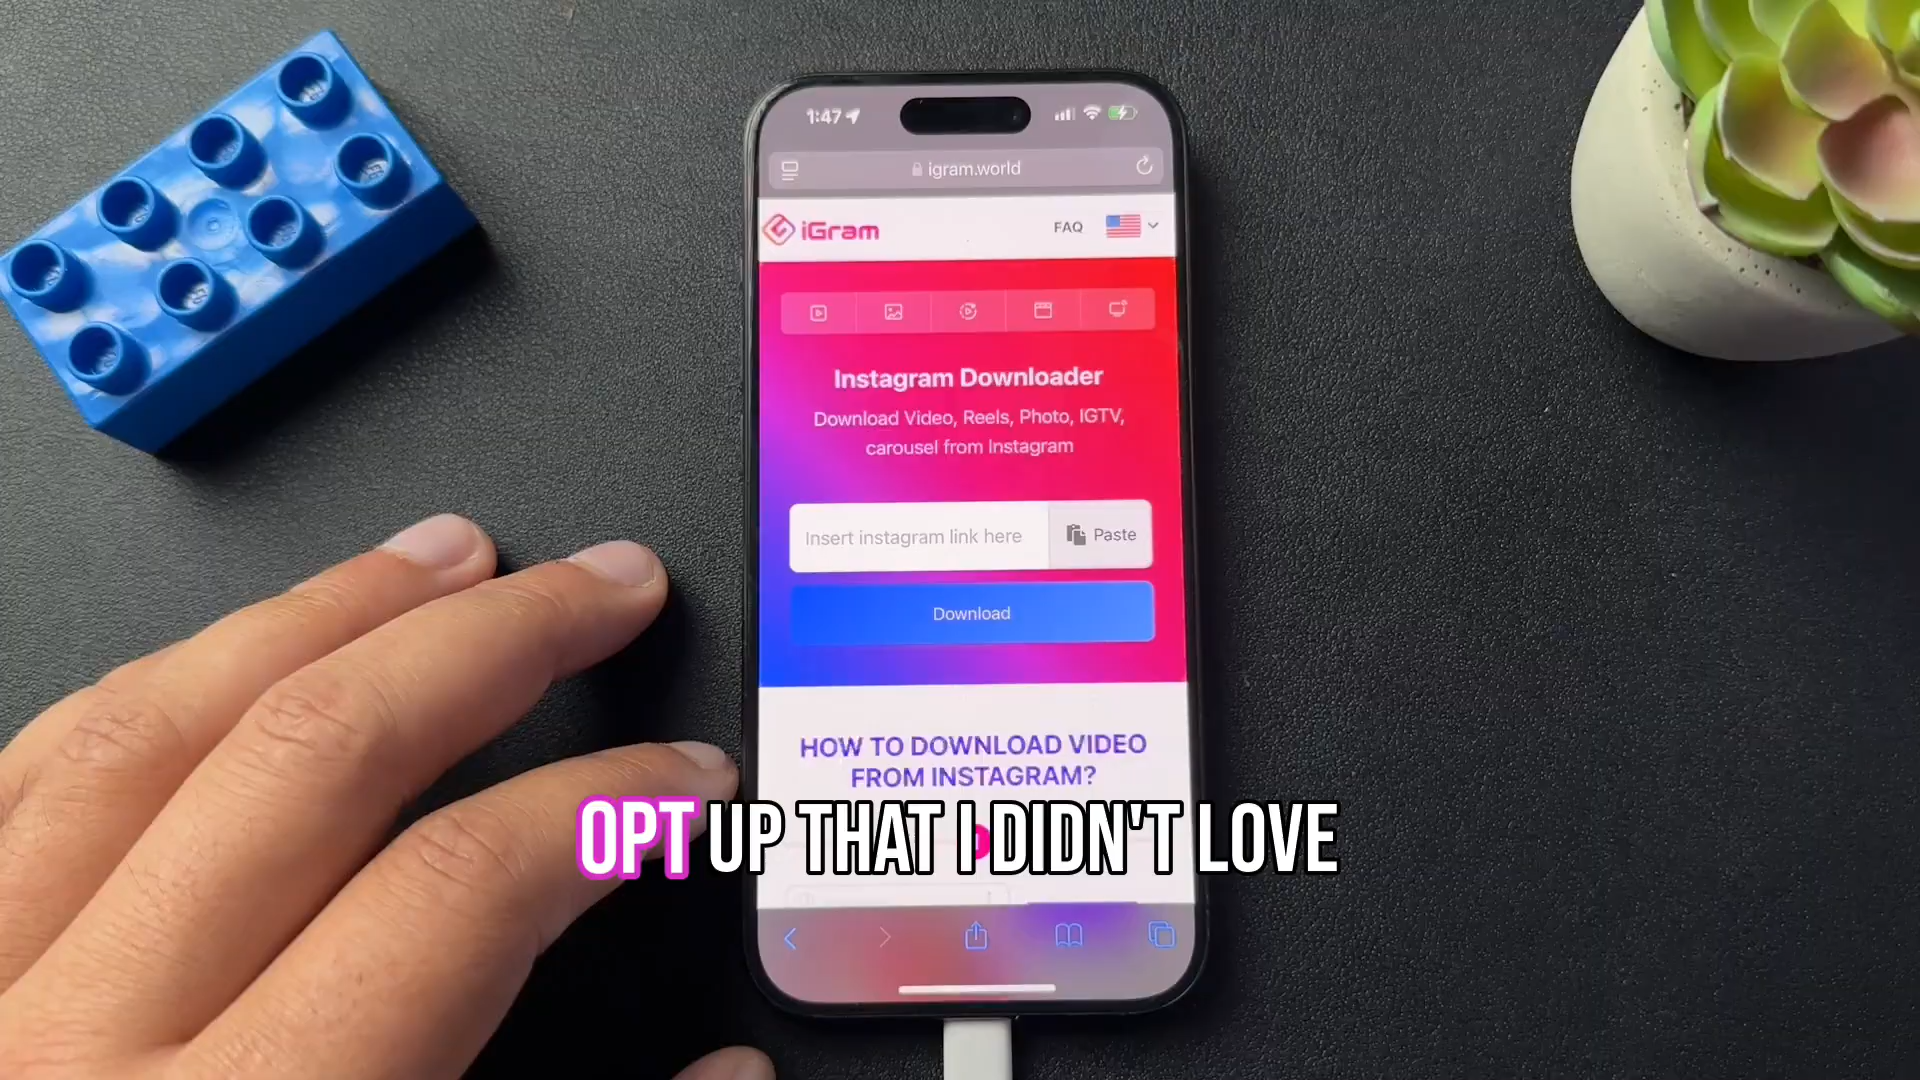 1:47
igram.world
iGram
FAQ
Instagram Downloader
Download Video, Reels, Photo, IGTV,
carousel from Instagram
Insert instagram link here
Paste
Download
HOW TO DOWNLOAD VIDEO
FROM INSTAGRAM?
OPT UP THAT I DIDN'T LOVE